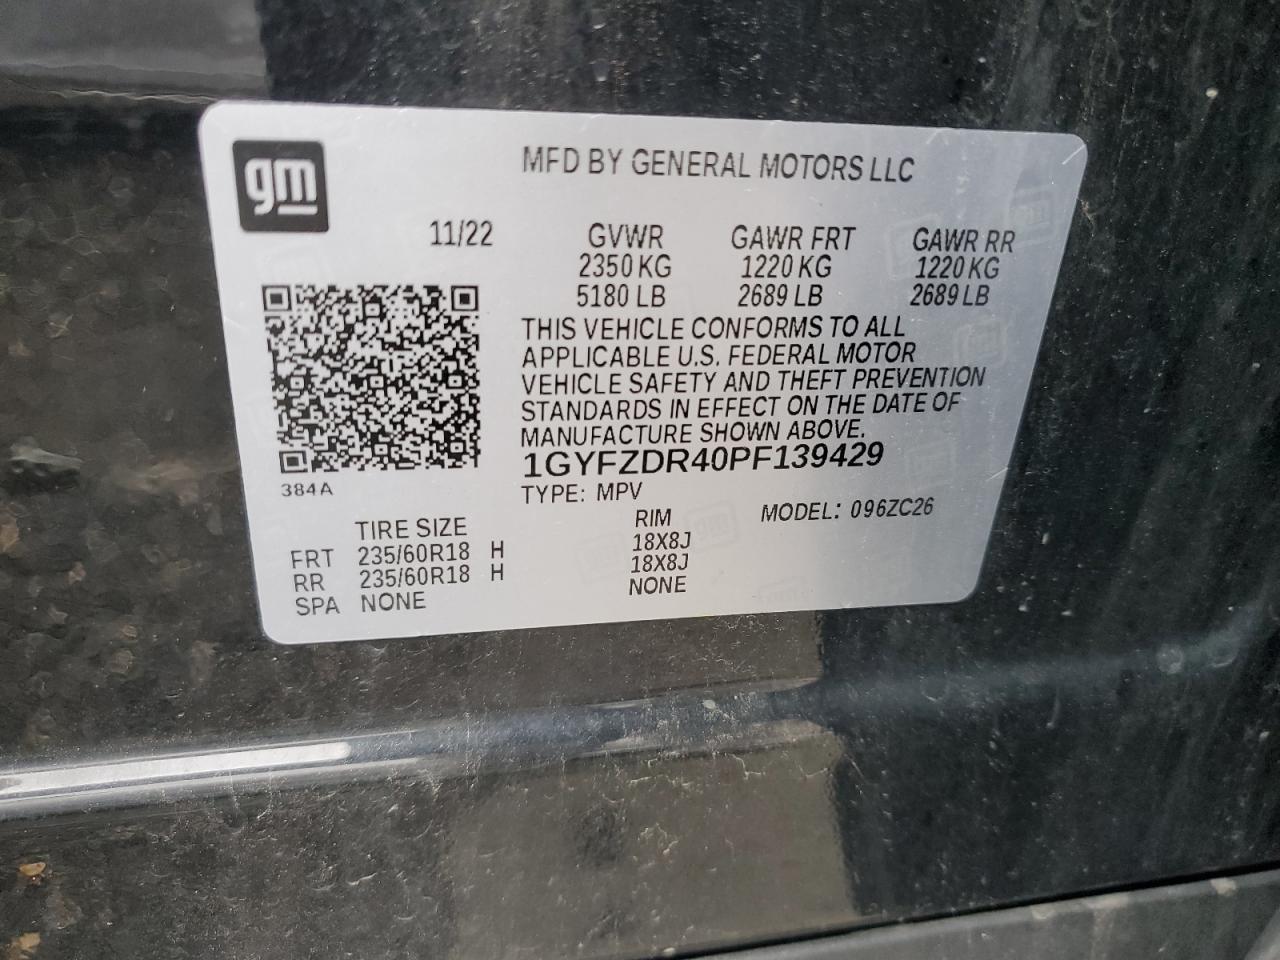 gm
MFD BY GENERAL MOTORS LLC
11/22
GVWR GAWR FRT GAWR RR
2350 KG 1220 KG 1220 KG
5180 LB 2689 LB 2689 LB
THIS VEHICLE CONFORMS TO ALL
APPLICABLE U.S. FEDERAL MOTOR
VEHICLE SAFETY AND THEFT PREVENTION
STANDARDS IN EFFECT ON THE DATE OF
MANUFACTURE SHOWN ABOVE.
1GYFZDR40PF139429
384A
TYPE: MPV
MODEL: 096ZC26
TIRE SIZE RIM
FRT 235/60R18 H 18X8J
RR 235/60R18 H 18X8J
SPA NONE NONE